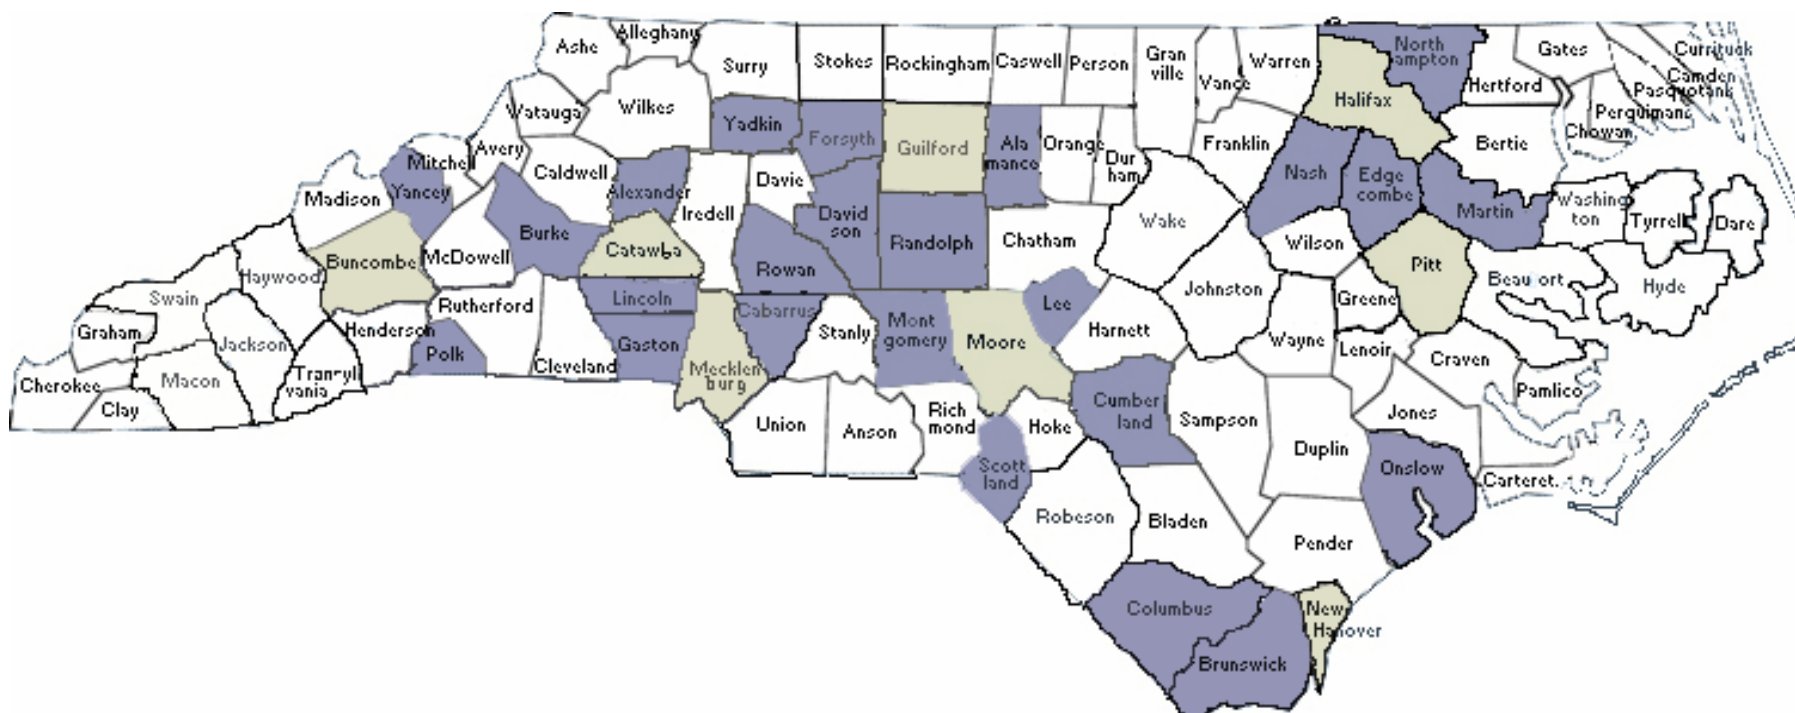 Ashe
Alleghany
Surry
Stokes
Rockingham
Caswell
Person
Gran
ville
Vance
Warren
North
ampton
Hertford
Gates
Currituck
Camden
Pasquotank
Perquimans
Chowan
Watauga
Wilkes
Yadkin
Forsyth
Guilford
Ala
mance
Orange
Dur
ham
Franklin
Halifax
Bertie
Mitchell
Avery
Caldwell
Alexander
Iredell
Davie
David
son
Randolph
Chatham
Wake
Nash
Edge
combe
Martin
Washing
ton
Tyrrell
Dare
Madison
Yancey
Burke
Catawba
Rowan
Wilson
Pitt
Beaufort
Hyde
Buncombe
McDowell
Haywood
Swain
Graham
Jackson
Rutherford
Henderson
Polk
Lincoln
Gaston
Cabarrus
Stanly
Mont
gomery
Moore
Lee
Harnett
Johnston
Greene
Wayne
Lenoir
Craven
Pamlico
Cherokee
Macon
Clay
Tran-yl
vania
Cleveland
Mecklen
burg
Union
Anson
Rich
mond
Hoke
Cumber
land
Sampson
Duplin
Jones
Scott
land
Onslow
Carteret.
Robeson
Bladen
Pender
Columbus
Brunswick
New
Hanover